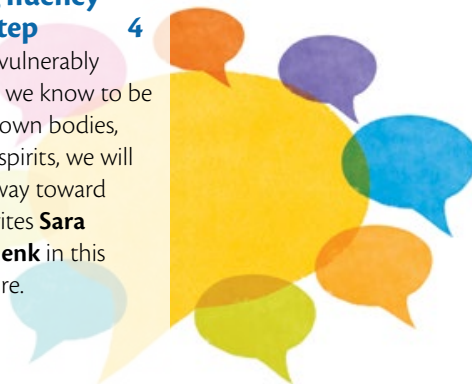 fluency
tep 4
vulnerably
we know to be
own bodies,
spirits, we will
way toward
rites Sara
enk in this
re.